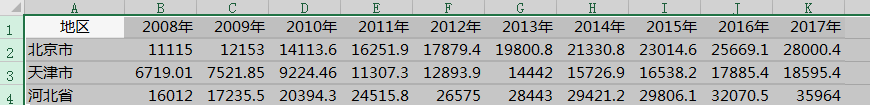 A B C D E F G H I J K
1 地区 2008年 2009年 2010年 2011年 2012年 2013年 2014年 2015年 2016年 2017年
2 北京市 11115 12153 14113.6 16251.9 17879.4 19800.8 21330.8 23014.6 25669.1 28000.4
3 天津市 6719.01 7521.85 9224.46 11307.3 12893.9 14442 15726.9 16538.2 17885.4 18595.4
4 河北省 16012 17235.5 20394.3 24515.8 26575 28443 29421.2 29806.1 32070.5 35964